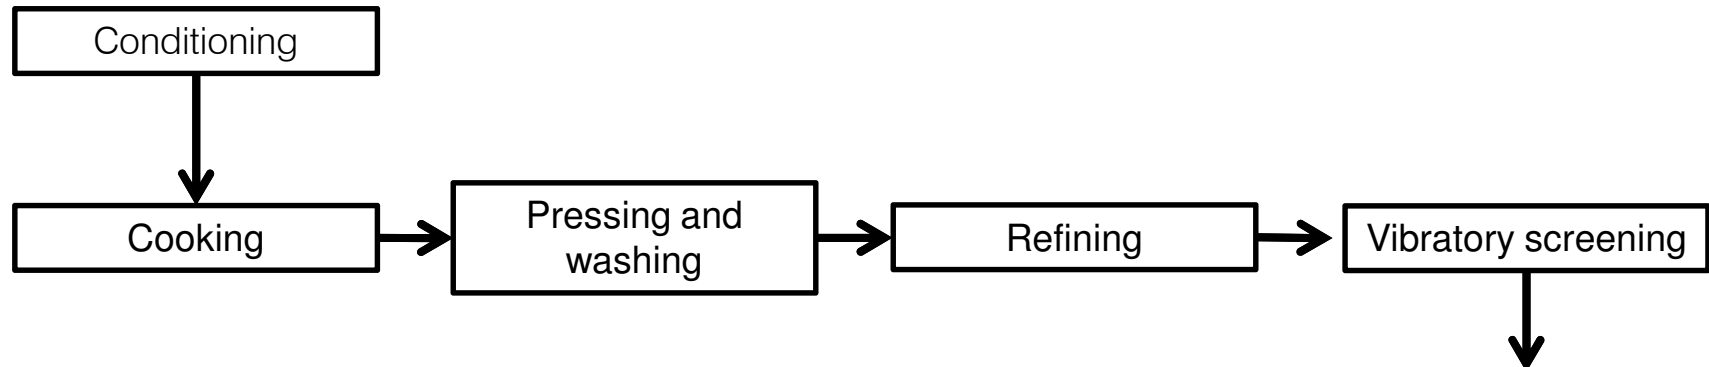 Conditioning
Cooking
Pressing and
washing
Refining
Vibratory screening